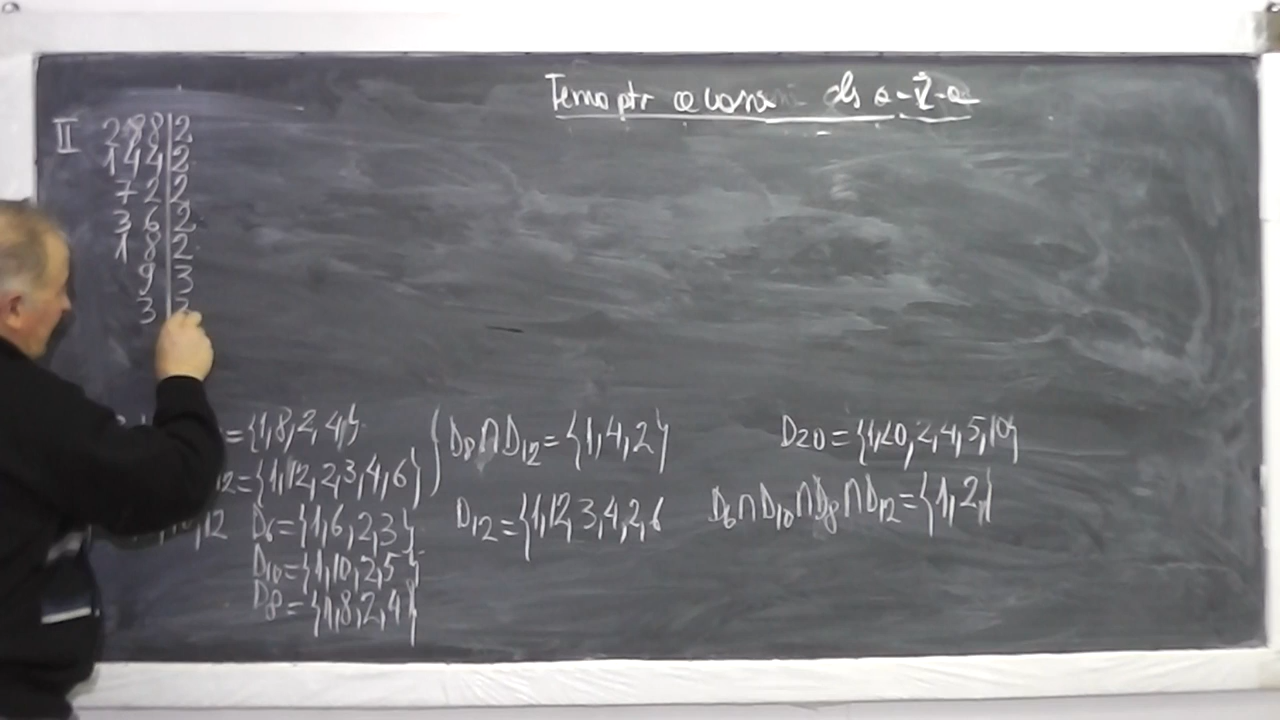 Tema ptr
II 288|2
144|2
72|2
36|2
18|2
9|3
3|
={1,8,2,4}
12={1,12,2,3,4,6}
D8∩D12={1,4,2}
D20={1,20,2,4,5,10}
12 D6={1,6,2,3}
D12={1,12,3,4,2,6
D6∩D10∩D8∩D12={1,2,}
D10={1,10,2,5}
D8={1,8,2,4}